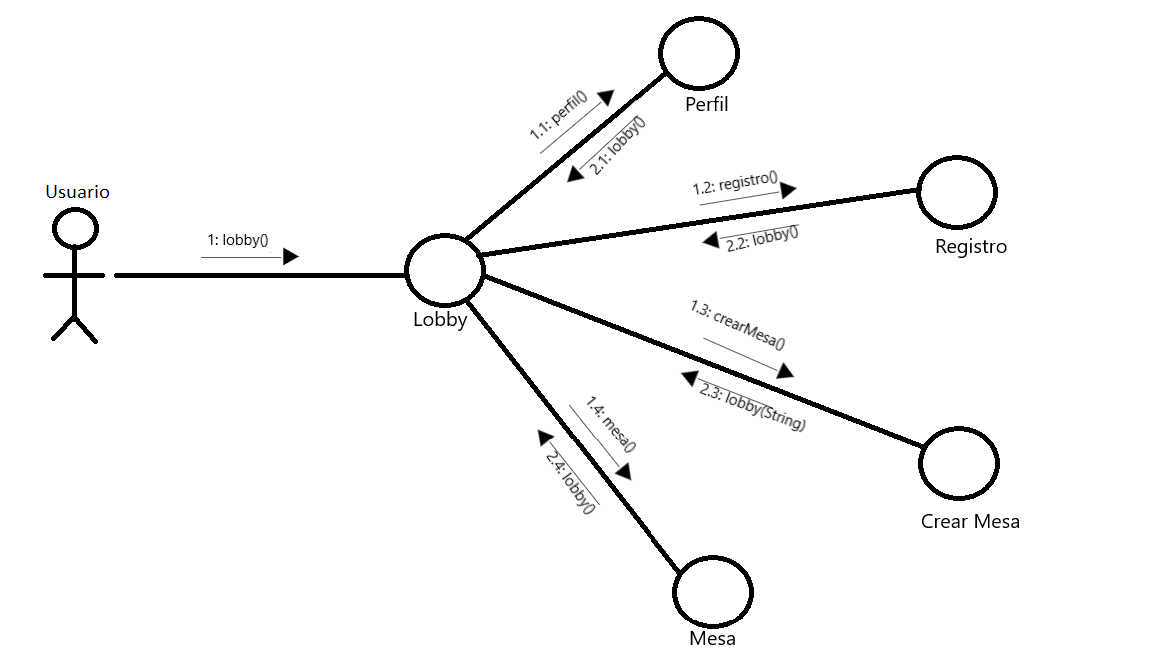 Usuario
1: lobby()
Lobby
1.1: perfil()
2.1: lobby()
Perfil
1.2: registro()
2.2: lobby()
Registro
1.3: crearMesa()
2.3: lobby(String)
Crear Mesa
1.4: mesa()
2.4: lobby()
Mesa